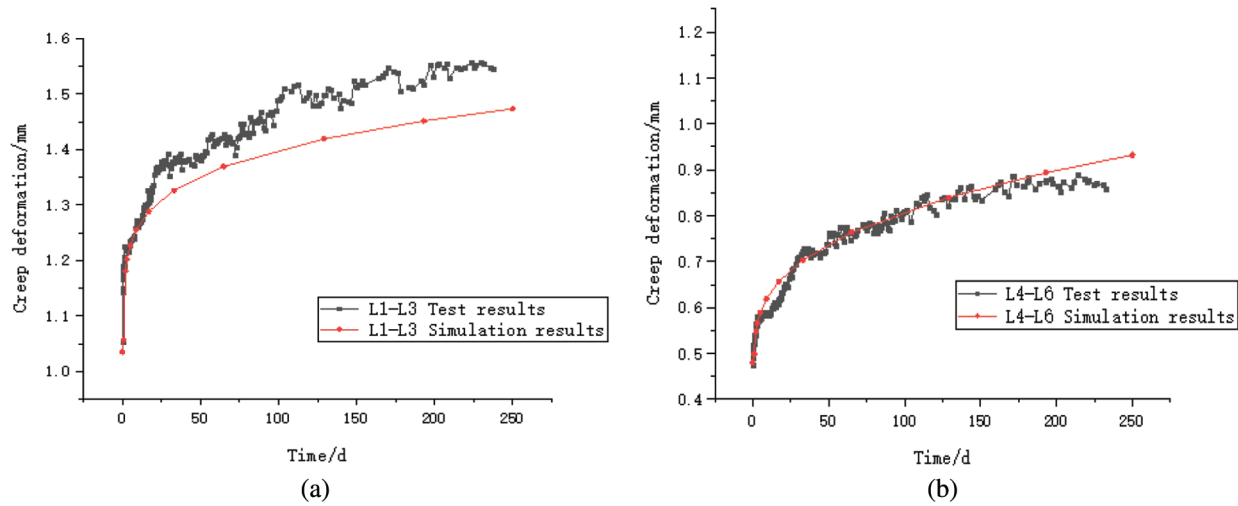 1.6
1.5
1.4
1.3
1.2
1.1
1.0
Creep deformation/mm
L1-L3 Test results
L1-L3 Simulation results
0 50 100 150 200 250
Time/d
(a)
1.2
1.1
1.0
0.9
0.8
0.7
0.6
0.5
0.4
Creep deformation/mm
L4-L6 Test results
L4-L6 Simulation results
0 50 100 150 200 250
Time/d
(b)